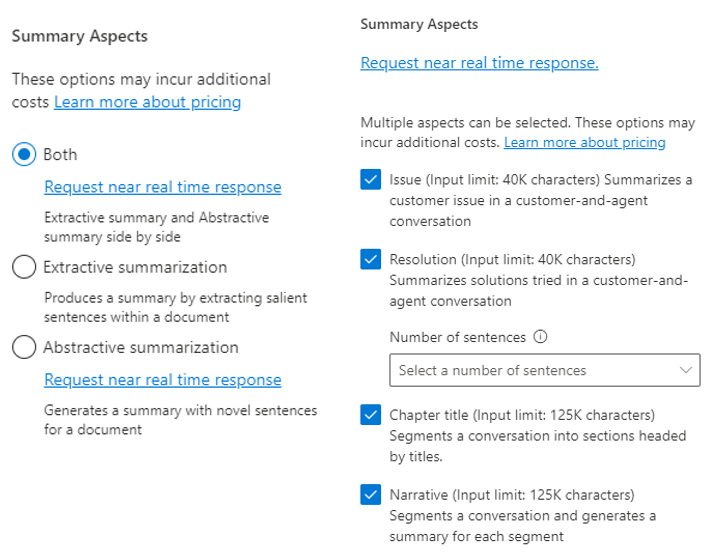 Summary Aspects
These options may incur additional
costs Learn more about pricing
Both
Request near real time response
Extractive summary and Abstractive
summary side by side
Extractive summarization
Produces a summary by extracting salient
sentences within a document
Abstractive summarization
Request near real time response
Generates a summary with novel sentences
for a document
Summary Aspects
Request near real time response.
Multiple aspects can be selected. These options may
incur additional costs. Learn more about pricing
Issue (Input limit: 40K characters) Summarizes a
customer issue in a customer-and-agent
conversation
Resolution (Input limit: 40K characters)
Summarizes solutions tried in a customer-and-
agent conversation
Number of sentences
Select a number of sentences
Chapter title (Input limit: 125K characters)
Segments a conversation into sections headed
by titles.
Narrative (Input limit: 125K characters)
Segments a conversation and generates a
summary for each segment